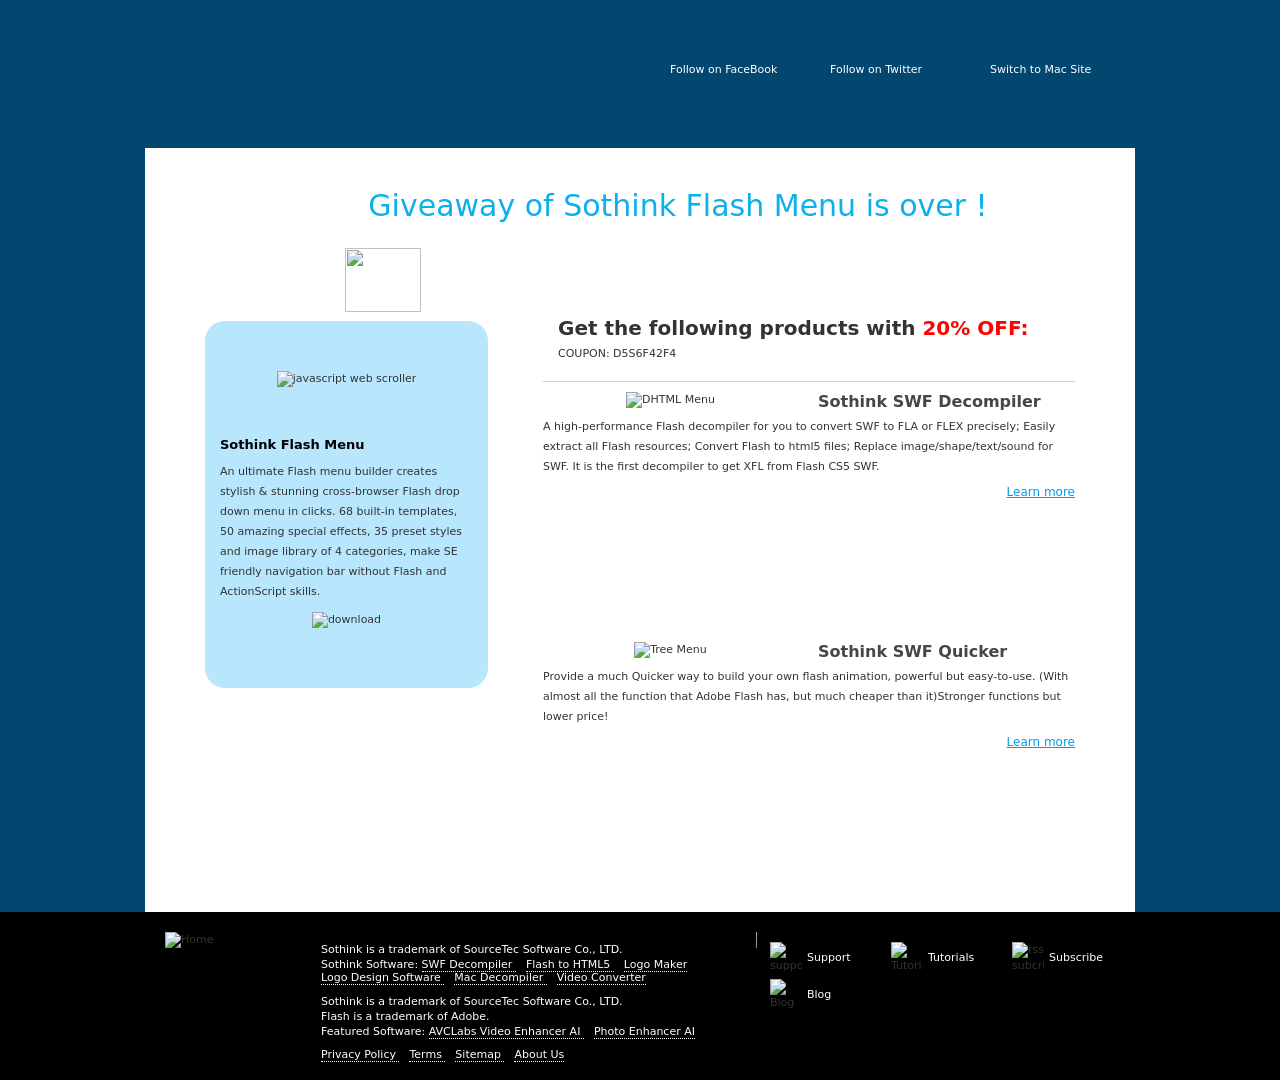 Follow on FaceBook
Follow on Twitter
Switch to Mac Site
Giveaway of Sothink Flash Menu is over !
javascript web scroller
Sothink Flash Menu
An ultimate Flash menu builder creates
stylish & stunning cross-browser Flash drop
down menu in clicks. 68 built-in templates,
50 amazing special effects, 35 preset styles
and image library of 4 categories, make SE
friendly navigation bar without Flash and
ActionScript skills.
download
Get the following products with 20% OFF:
COUPON: D5S6F42F4
DHTML Menu
Sothink SWF Decompiler
A high-performance Flash decompiler for you to convert SWF to FLA or FLEX precisely; Easily
extract all Flash resources; Convert Flash to html5 files; Replace image/shape/text/sound for
SWF. It is the first decompiler to get XFL from Flash CS5 SWF.
Learn more
Tree Menu
Sothink SWF Quicker
Provide a much Quicker way to build your own flash animation, powerful but easy-to-use. (With
almost all the function that Adobe Flash has, but much cheaper than it)Stronger functions but
lower price!
Learn more
Home
Sothink is a trademark of SourceTec Software Co., LTD.
Sothink Software: SWF Decompiler Flash to HTML5 Logo Maker
Logo Design Software Mac Decompiler Video Converter
Sothink is a trademark of SourceTec Software Co., LTD.
Flash is a trademark of Adobe.
Featured Software: AVCLabs Video Enhancer AI Photo Enhancer AI
Privacy Policy Terms Sitemap About Us
Support
Tutorials
rss
subcri
Subscribe
Blog
Blog